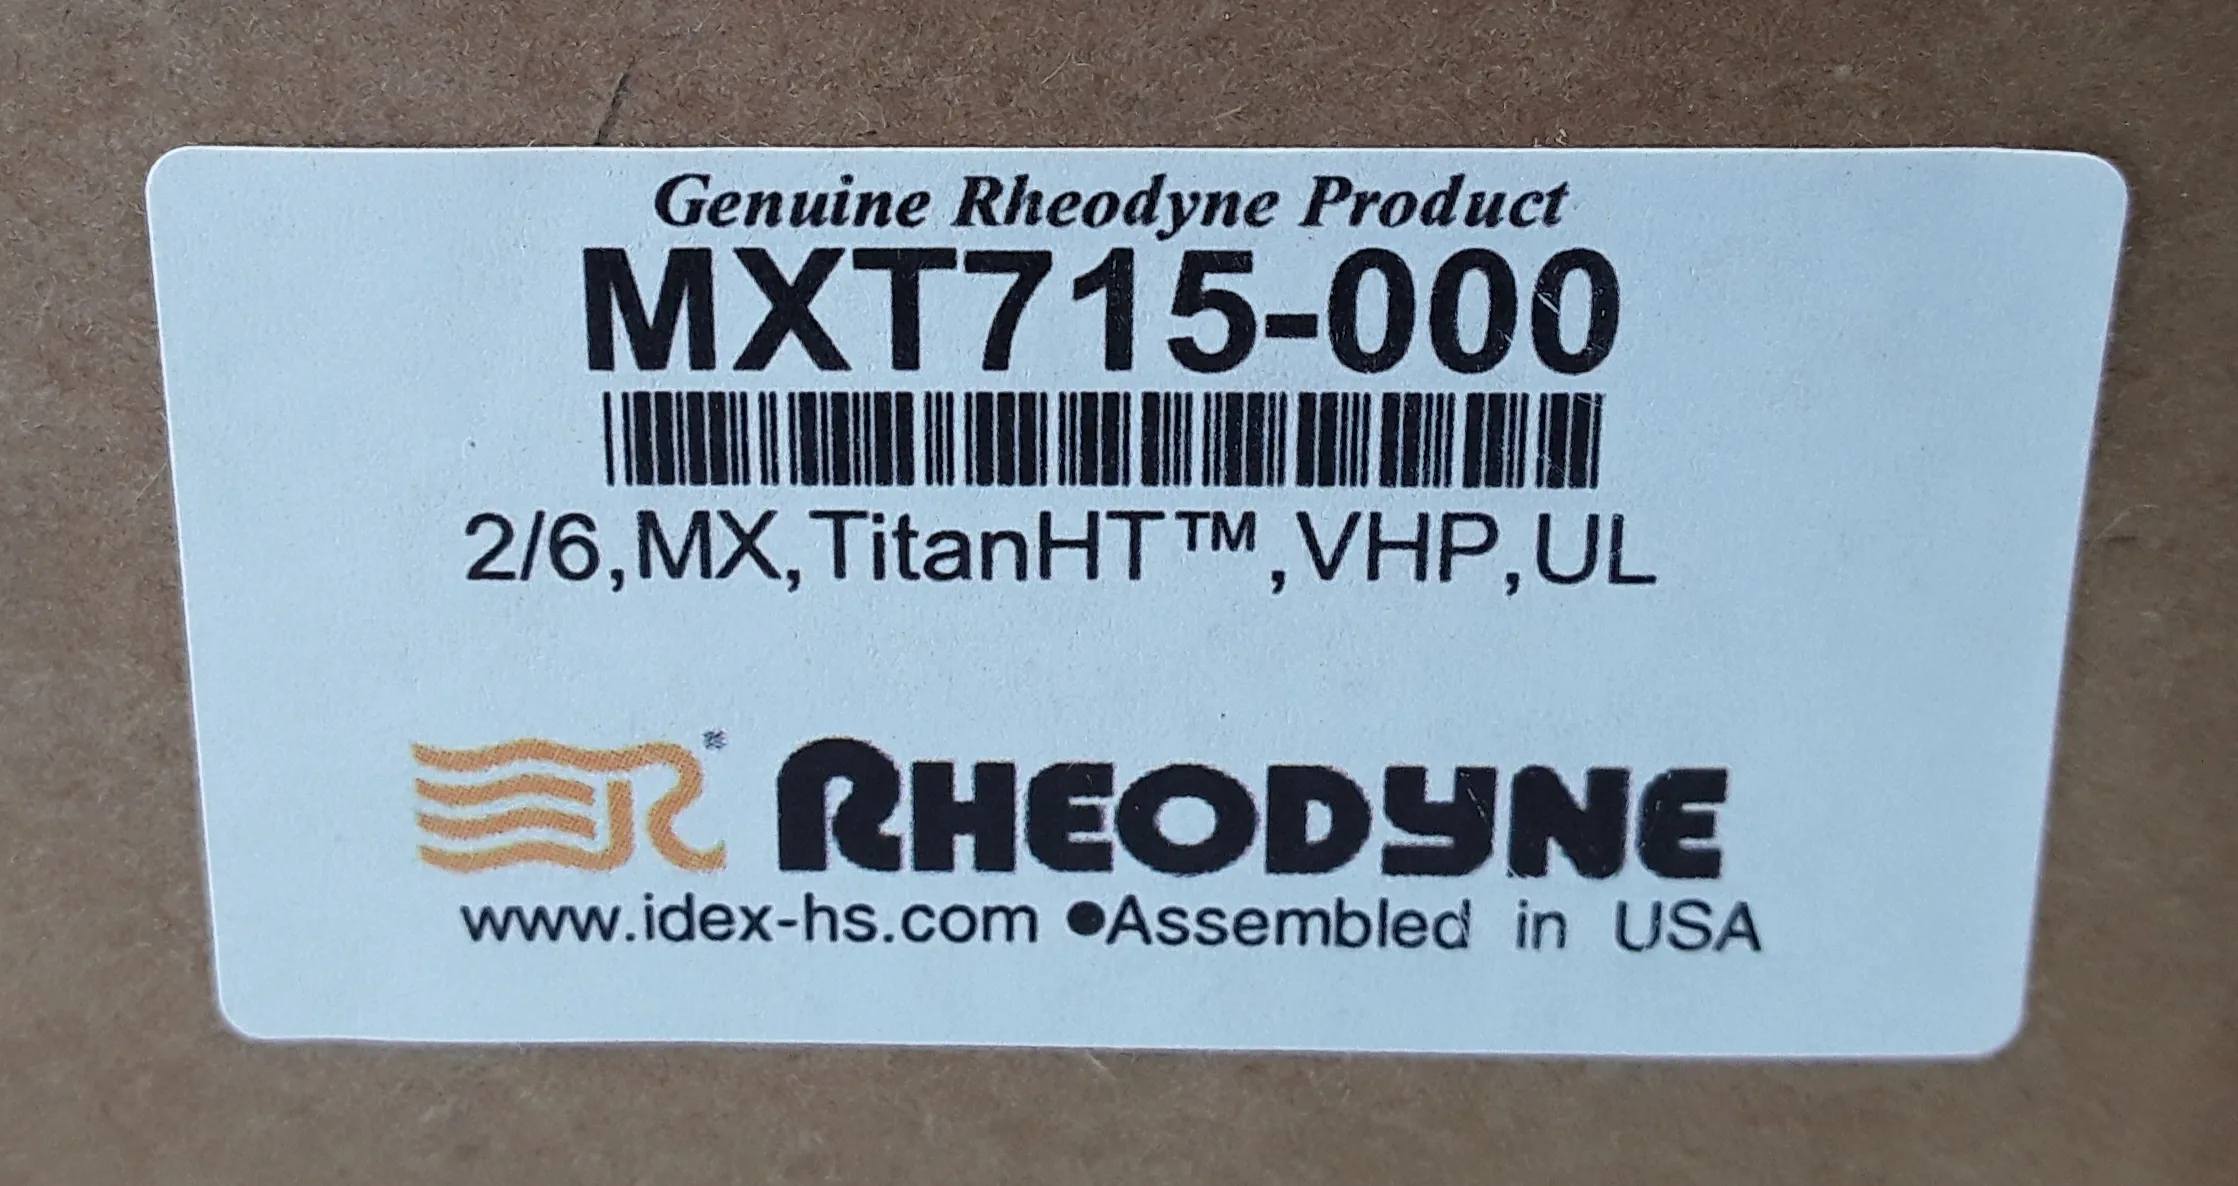 Genuine Rheodyne Product
MXT715-000
2/6,MX,TitanHT™,VHP,UL
RHEODYNE
www.idex-hs.com •Assembled in USA